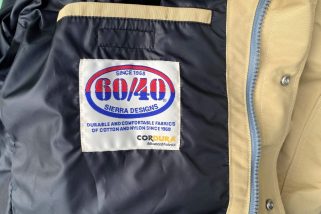 SINCE 1968
60/40®
SIERRA DESIGNS
DURABLE AND COMFORTABLE FABRICS
OF COTTON AND NYLON SINCE 1968
CORDURA